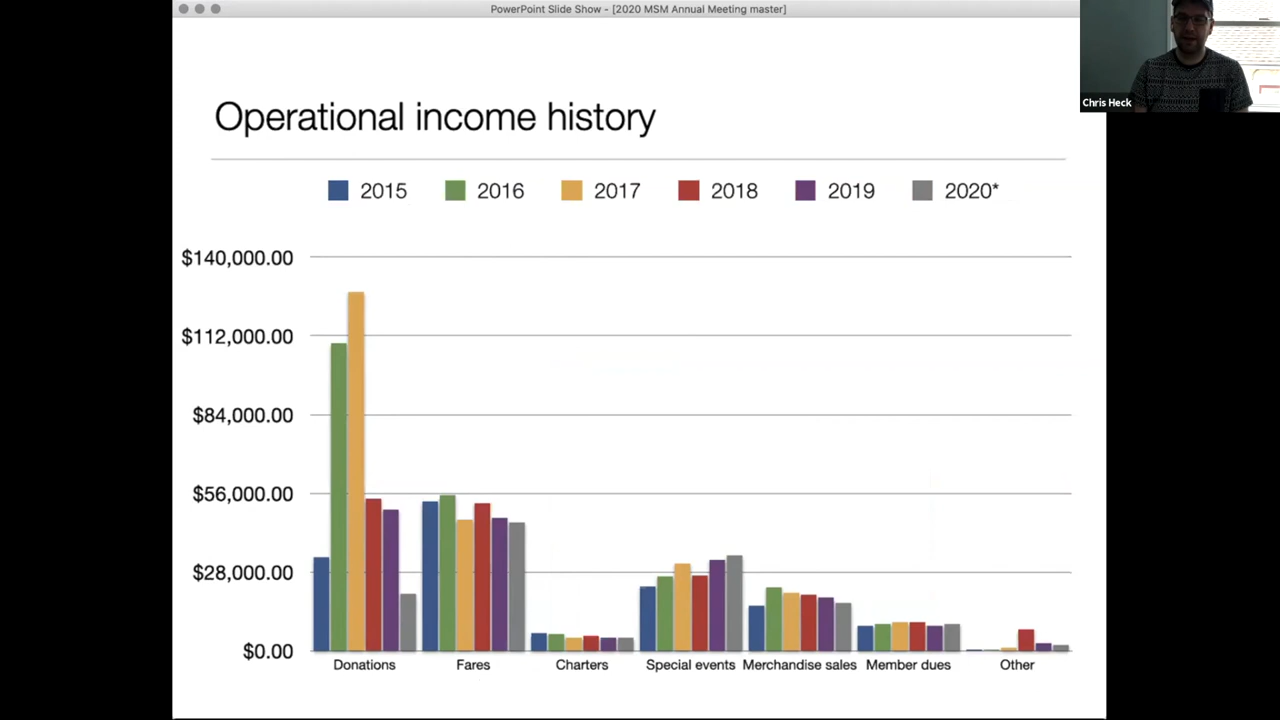 PowerPoint Slide Show - [2020 MSM Annual Meeting master]
Chris Heck
Operational income history
2015 2016 2017 2018 2019 2020*
$140,000.00
$112,000.00
$84,000.00
$56,000.00
$28,000.00
$0.00
Donations Fares Charters Special events Merchandise sales Member dues Other